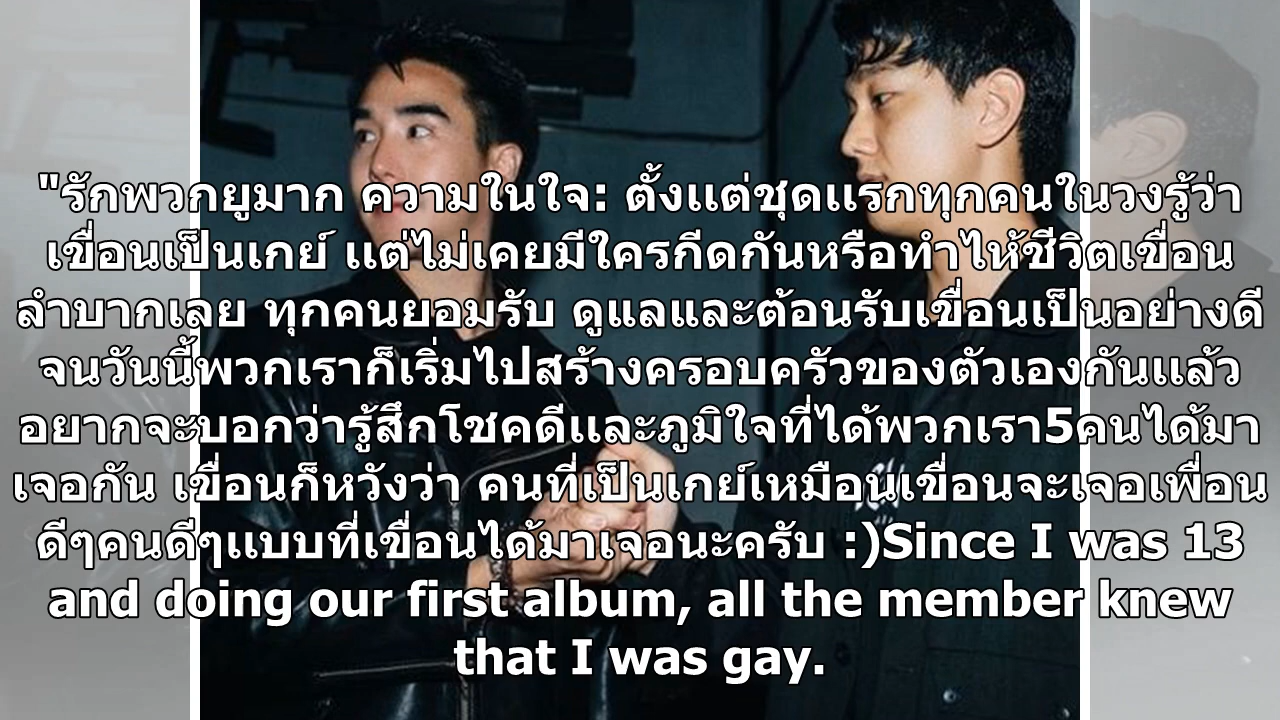 "รักพวกยูมาก ความในใจ: ตั้งแต่ชุดแรกทุกคนในวงรู้ว่า
เขื่อนเป็นเกย์ แต่ไม่เคยมีใครกีดกันหรือทำไห้ชีวิตเขื่อน
ลำบากเลย ทุกคนยอมรับ ดูแลและต้อนรับเขื่อนเป็นอย่างดี
จนวันนี้พวกเราก็เริ่มไปสร้างครอบครัวของตัวเองกันแล้ว
อยากจะบอกว่ารู้สึกโชคดีและภูมิใจที่ได้พวกเรา5คนได้มา
เจอกัน เขื่อนก็หวังว่า คนที่เป็นเกย์เหมือนเขื่อนจะเจอเพื่อน
ดีๆคนดีๆแบบที่เขื่อนได้มาเจอนะครับ :)Since I was 13
and doing our first album, all the member knew
that I was gay.